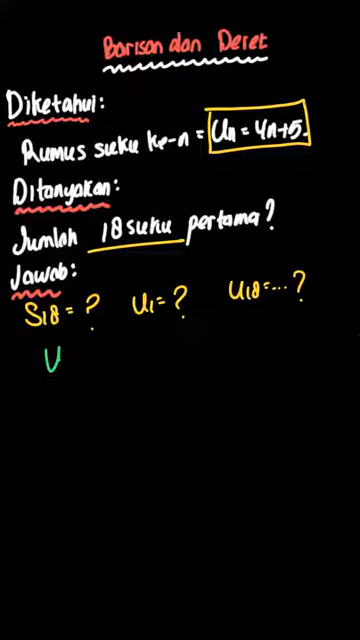 Barisan dan Deret
Diketahui:
Rumus suku ke-n = Un = 4n+5.
Ditanyakan:
Jumlah 18 suku pertama?
Jawab:
S18 = ? U1 = ? U18 = ... ?
U